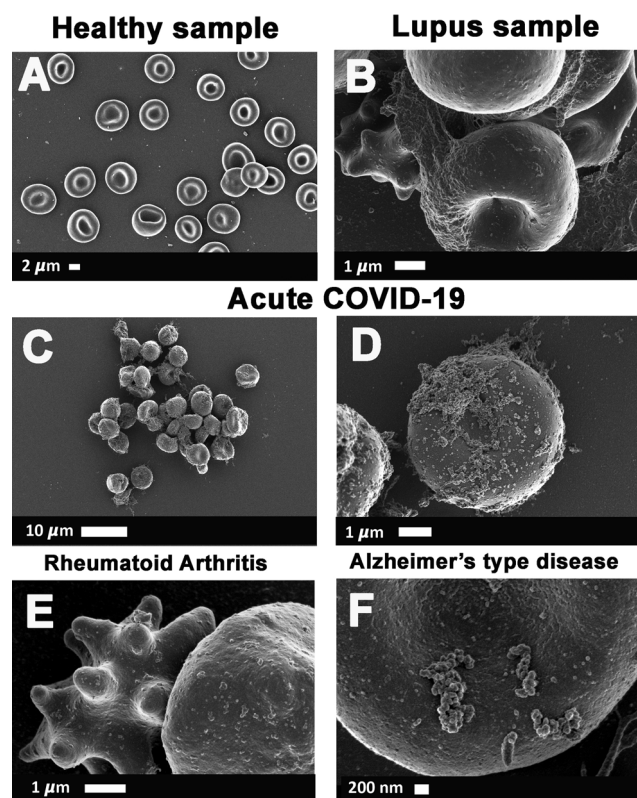 Healthy sample
Lupus sample
A
B
2 µm
1 µm
Acute COVID-19
C
D
10 µm
1 µm
Rheumatoid Arthritis
Alzheimer's type disease
E
F
1 µm
200 nm